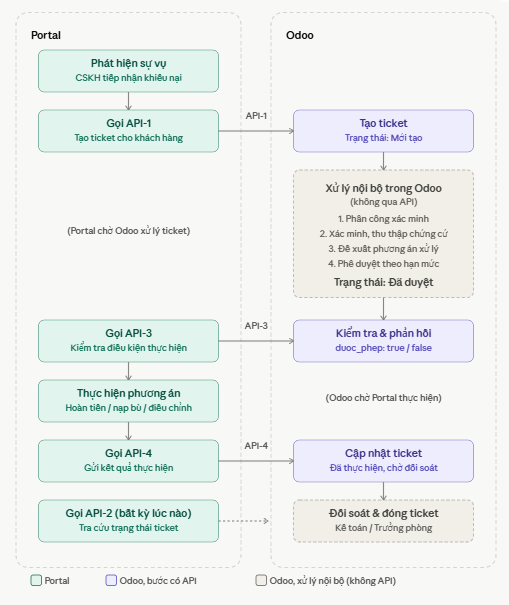 Portal
Odoo
Phát hiện sự vụ
CSKH tiếp nhận khiếu nại
Gọi API-1
Tạo ticket cho khách hàng
API-1
Tạo ticket
Trạng thái: Mới tạo
Xử lý nội bộ trong Odoo
(không qua API)
1. Phân công xác minh
2. Xác minh, thu thập chứng cứ
3. Đề xuất phương án xử lý
4. Phê duyệt theo hạn mức
Trạng thái: Đã duyệt
(Portal chờ Odoo xử lý ticket)
Gọi API-3
Kiểm tra điều kiện thực hiện
API-3
Kiểm tra & phản hồi
duoc_phep: true / false
Thực hiện phương án
Hoàn tiền / nạp bù / điều chỉnh
(Odoo chờ Portal thực hiện)
Gọi API-4
Gửi kết quả thực hiện
API-4
Cập nhật ticket
Đã thực hiện, chờ đối soát
Gọi API-2 (bất kỳ lúc nào)
Tra cứu trạng thái ticket
Đối soát & đóng ticket
Kế toán / Trưởng phòng
Portal
Odoo, bước có API
Odoo, xử lý nội bộ (không API)